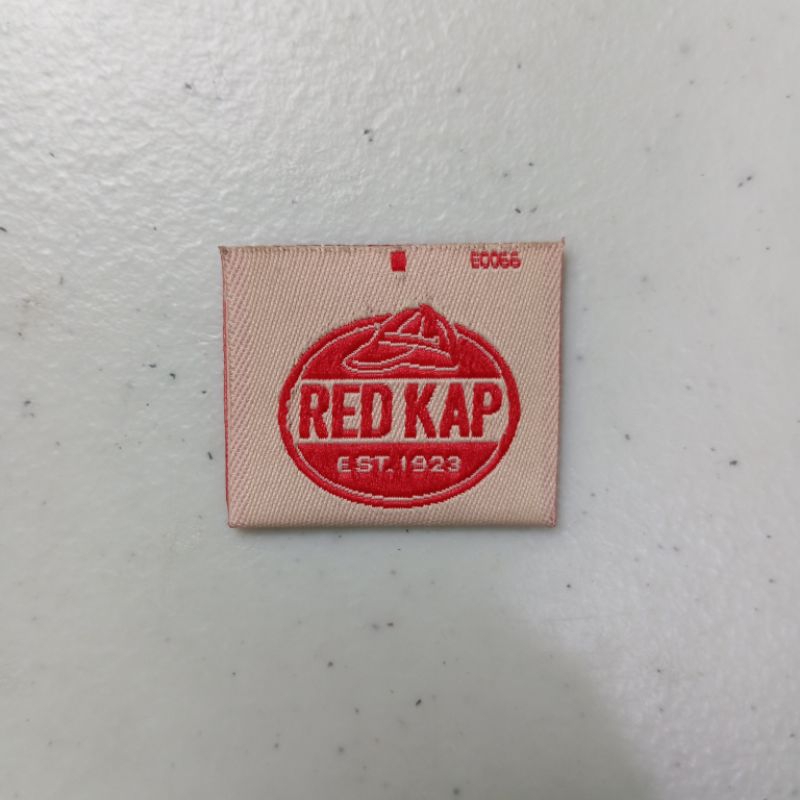 E0066
RED KAP
EST. 1923